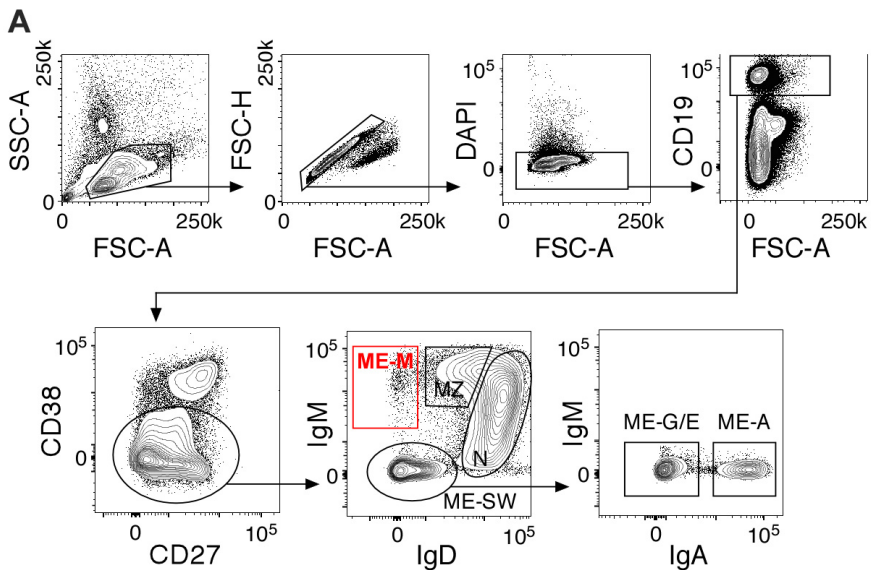 A
250k
SSC-A
0
0
250k
FSC-A
250k
FSC-H
0
0
250k
FSC-A
10^5
DAPI
0
0
250k
FSC-A
10^5
CD19
0
0
250k
FSC-A
10^5
CD38
0
0
10^5
CD27
10^5
IgM
0
ME-M
MZ
N
ME-SW
0
10^5
IgD
10^5
IgM
0
ME-G/E
ME-A
0
10^5
IgA